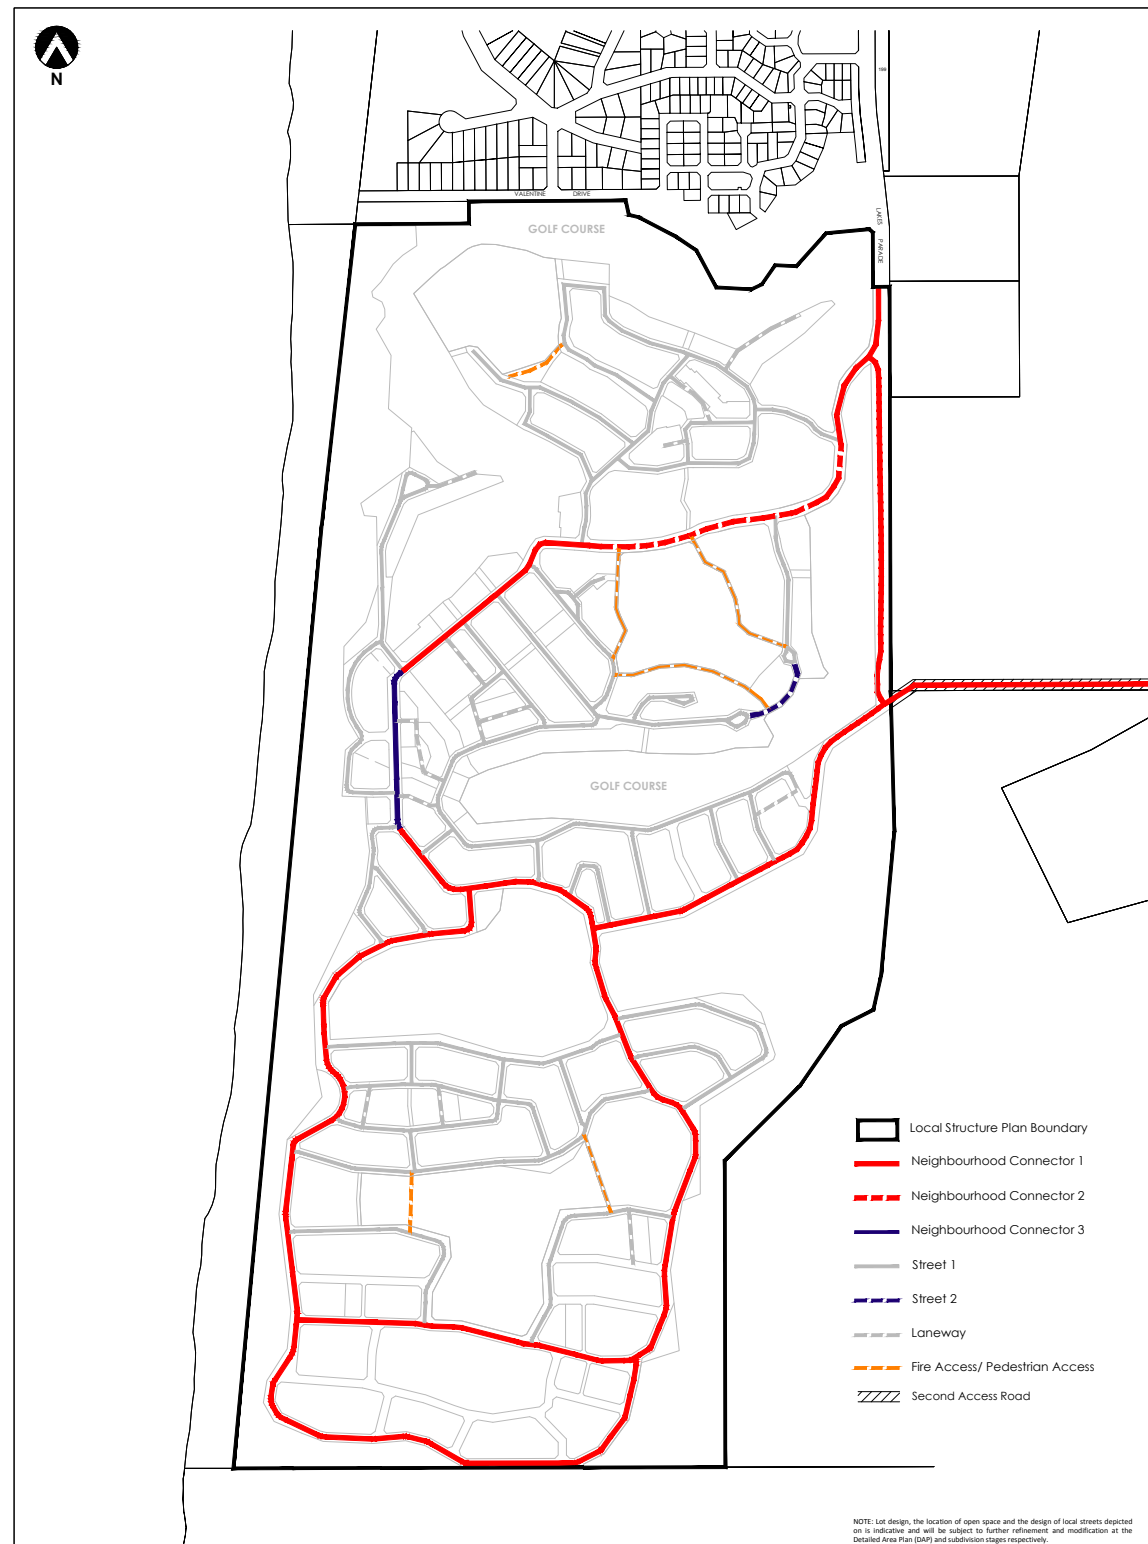 N
199
VALENTINE DRIVE
LAKES PARADE
GOLF COURSE
GOLF COURSE
Local Structure Plan Boundary
Neighbourhood Connector 1
Neighbourhood Connector 2
Neighbourhood Connector 3
Street 1
Street 2
Laneway
Fire Access/ Pedestrian Access
Second Access Road
NOTE: Lot design, the location of open space and the design of local streets depicted
on is indicative and will be subject to further refinement and modification at the
Detailed Area Plan (DAP) and subdivision stages respectively.